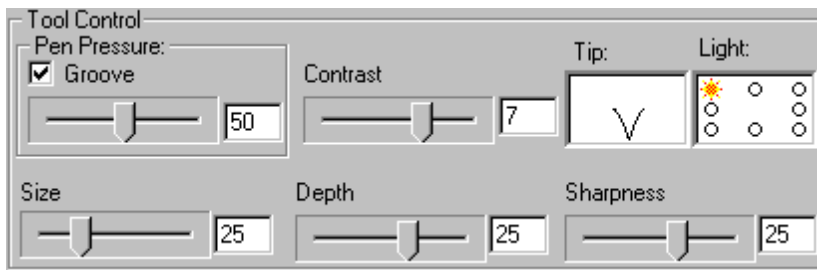 Tool Control
Pen Pressure:
Groove
50
Contrast
7
Tip:
Light:
Size
25
Depth
25
Sharpness
25